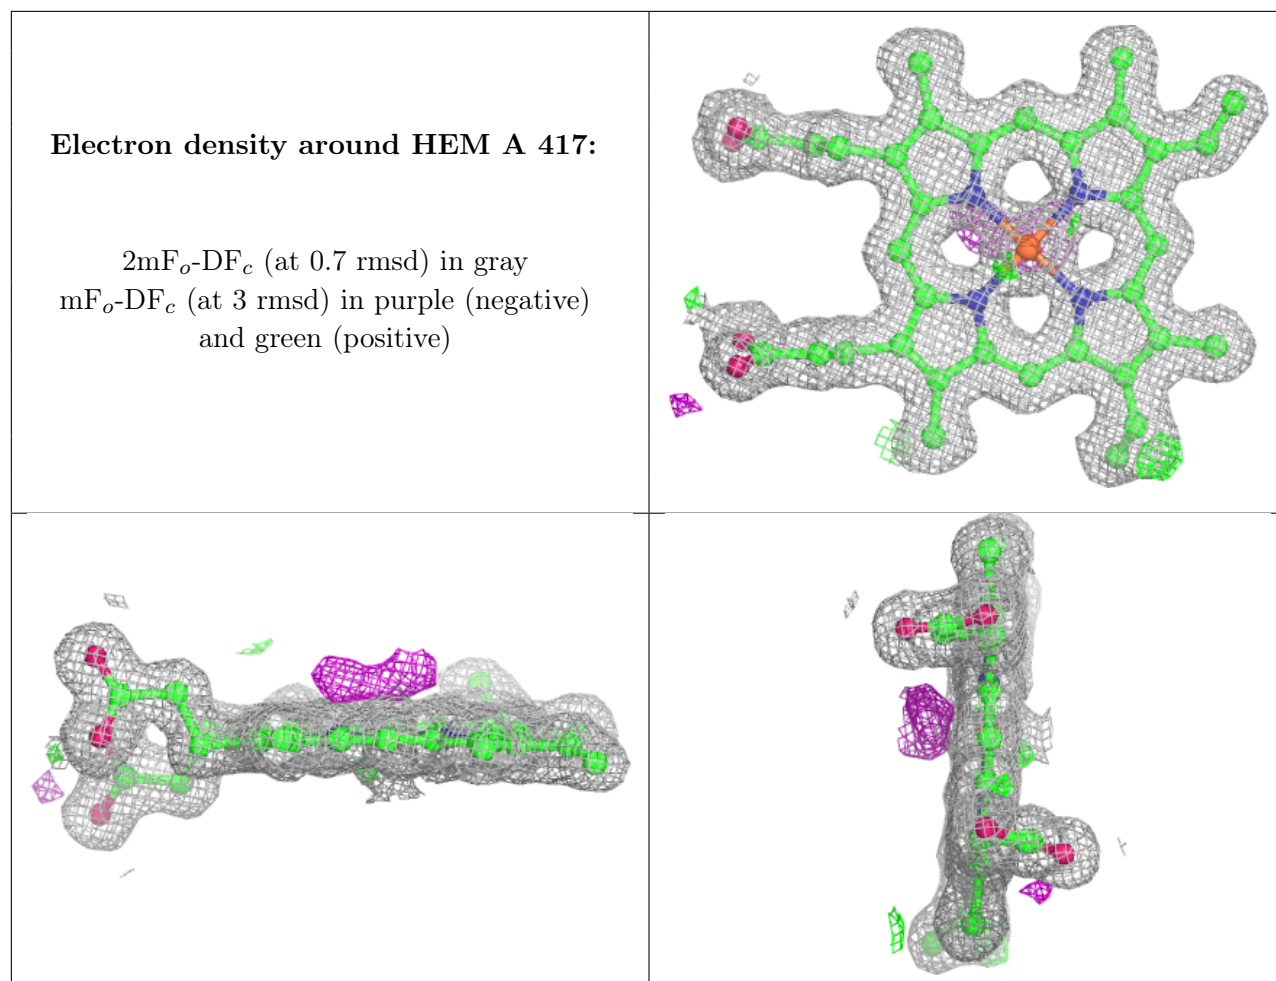 Electron density around HEM A 417:
2mFo-DFc (at 0.7 rmsd) in gray
mFo-DFc (at 3 rmsd) in purple (negative)
and green (positive)